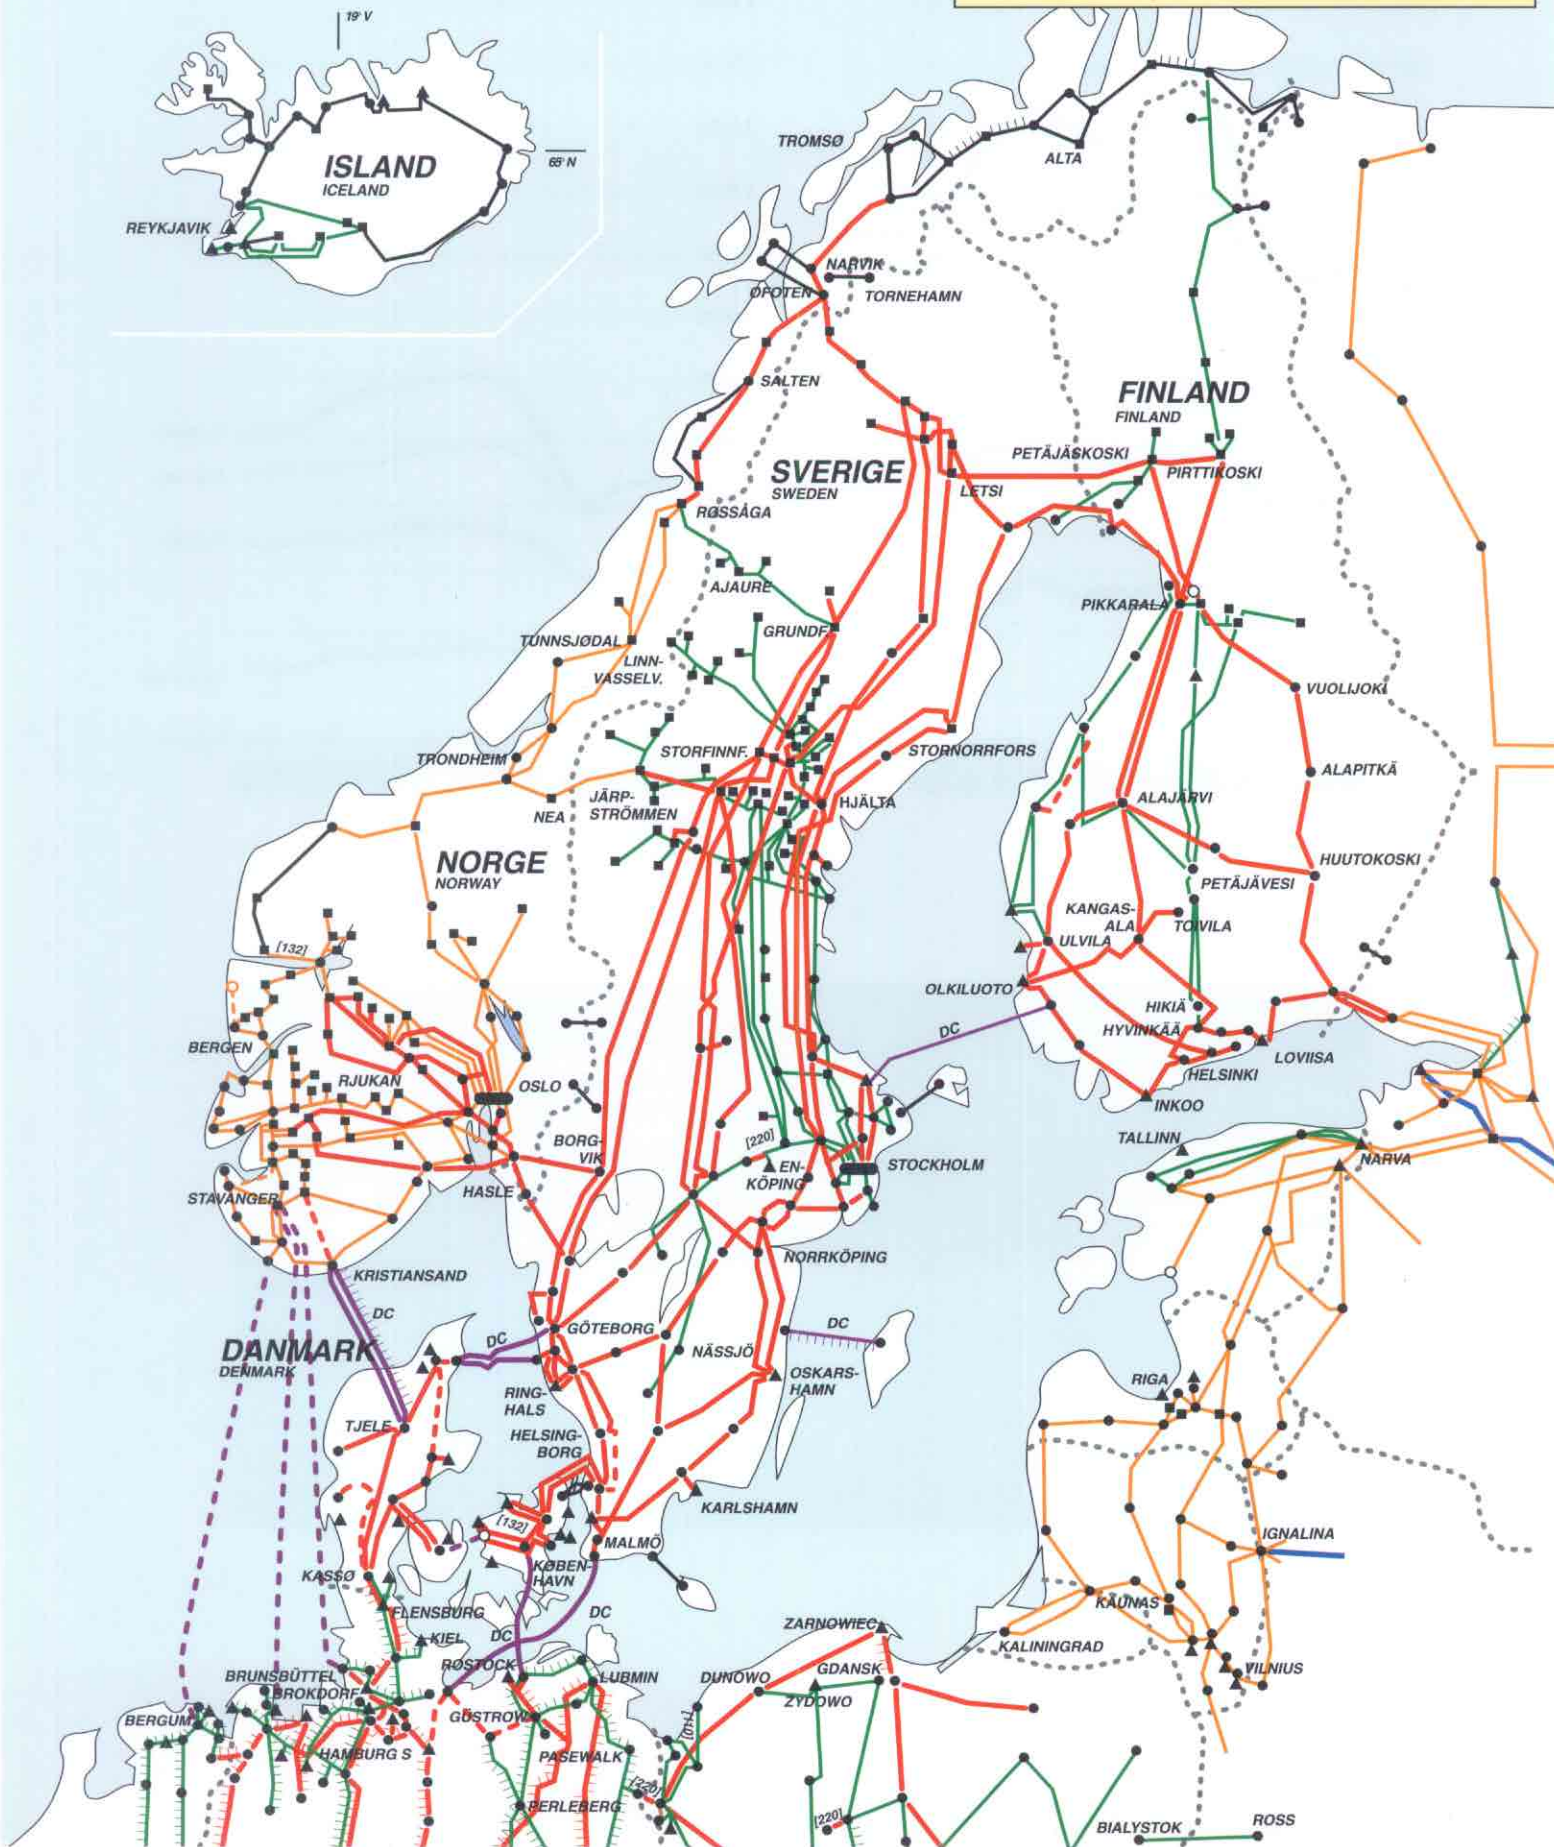 19° V
ISLAND
ICELAND
65° N
REYKJAVIK
TROMSØ
ALTA
NARVIK
OFOTEN
TORNEHAMN
SALTEN
FINLAND
FINLAND
PETÄJÄSKOSKI
PIRTTIKOSKI
SVERIGE
SWEDEN
LETSI
RØSSÅGA
AJAURE
PIKKARALA
GRUNDF.
TUNNSJØDAL
LINN-
VASSELV.
VUOLIJOKI
STORFINNF.
STORNORRFORS
TRONDHEIM
ALAPITKÄ
NEA
JÄRP-
STRÖMMEN
HJÄLTA
ALAJÄRVI
NORGE
NORWAY
HUUTOKOSKI
PETÄJÄVESI
KANGAS-
ALA
TOIVILA
[132]
ULVILA
OLKILUOTO
HIKIÄ
DC
HYVINKÄÄ
BERGEN
LOVIISA
RJUKAN
OSLO
HELSINKI
INKOO
BORG-
VIK
[220]
TALLINN
EN-
KÖPING
STOCKHOLM
NARVA
HASLE
STAVANGER
NORRKÖPING
KRISTIANSAND
DC
DC
GÖTEBORG
DC
DANMARK
DENMARK
NÄSSJÖ
OSKARS-
HAMN
RIGA
RING-
HALS
TJELE
HELSING-
BORG
KARLSHAMN
[132]
MALMÖ
IGNALINA
KASSØ
KØBEN-
HAVN
FLENSBURG
DC
KAUNAS
KIEL
DC
ZARNOWIEC
KALININGRAD
ROSTOCK
LUBMIN
DUNOWO
GDANSK
VILNIUS
BRUNSBÜTTEL
BROKDORF
ZYDOWO
BERGUM
GÜSTROW
[110]
HAMBURG S
PASEWALK
[220]
PERLEBERG
[220]
BIALYSTOK
ROSS